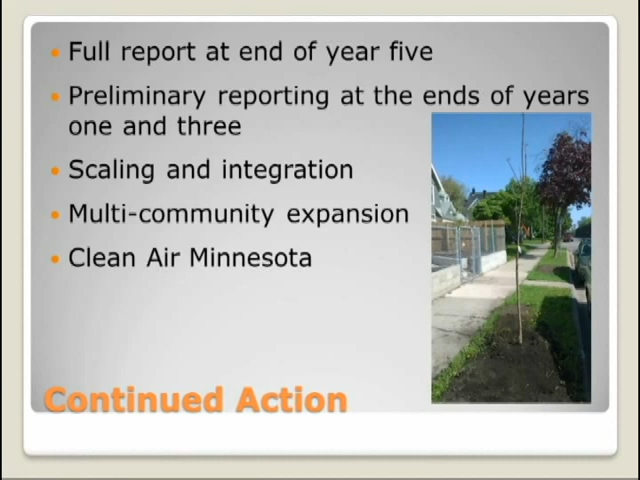 Full report at end of year five
Preliminary reporting at the ends of years
one and three
Scaling and integration
Multi-community expansion
Clean Air Minnesota
Continued Action